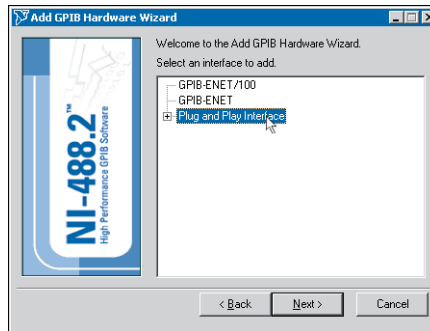 Add GPIB Hardware Wizard
Welcome to the Add GPIB Hardware Wizard.
Select an interface to add.
GPIB-ENET/100
GPIB-ENET
Plug and Play Interface
NI-488.2™
High Performance GPIB Software
< Back
Next >
Cancel